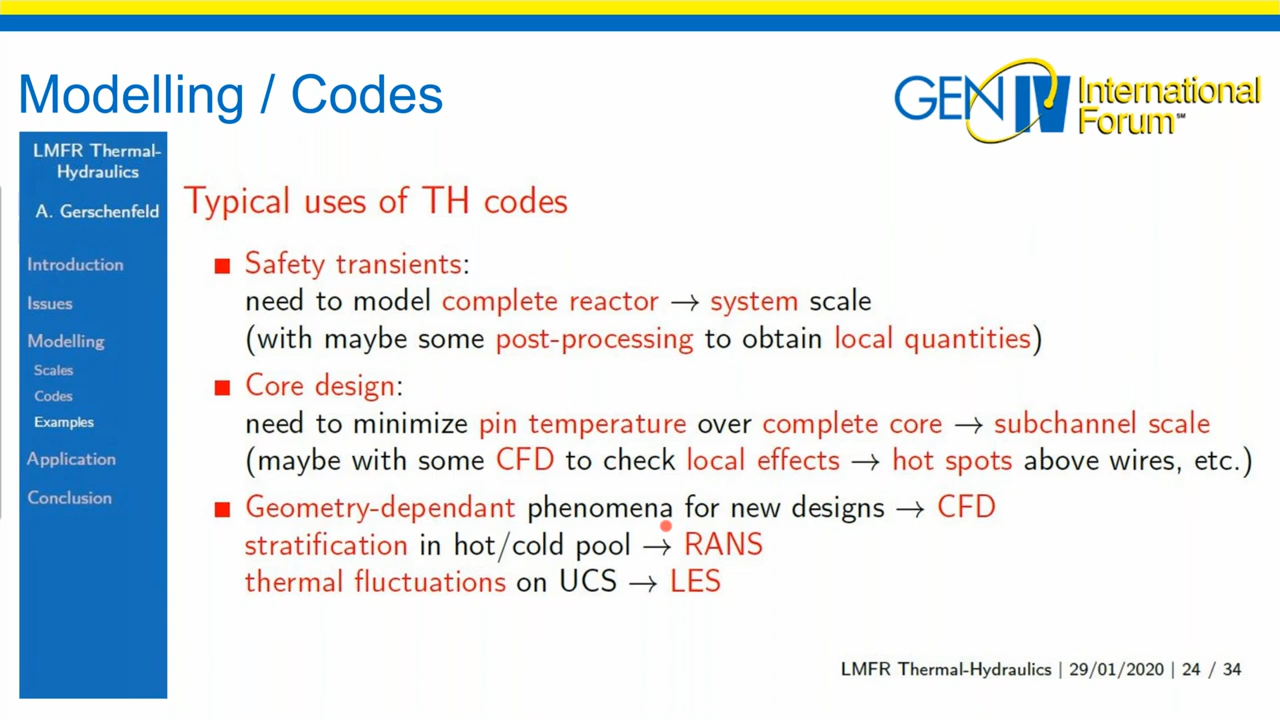 Modelling / Codes
GEN IV International
Forum℠
LMFR Thermal-
Hydraulics
A. Gerschenfeld
Introduction
Issues
Modelling
Scales
Codes
Examples
Application
Conclusion
Typical uses of TH codes
■ Safety transients:
need to model complete reactor → system scale
(with maybe some post-processing to obtain local quantities)
■ Core design:
need to minimize pin temperature over complete core → subchannel scale
(maybe with some CFD to check local effects → hot spots above wires, etc.)
■ Geometry-dependant phenomena for new designs → CFD
stratification in hot/cold pool → RANS
thermal fluctuations on UCS → LES
LMFR Thermal-Hydraulics | 29/01/2020 | 24 / 34